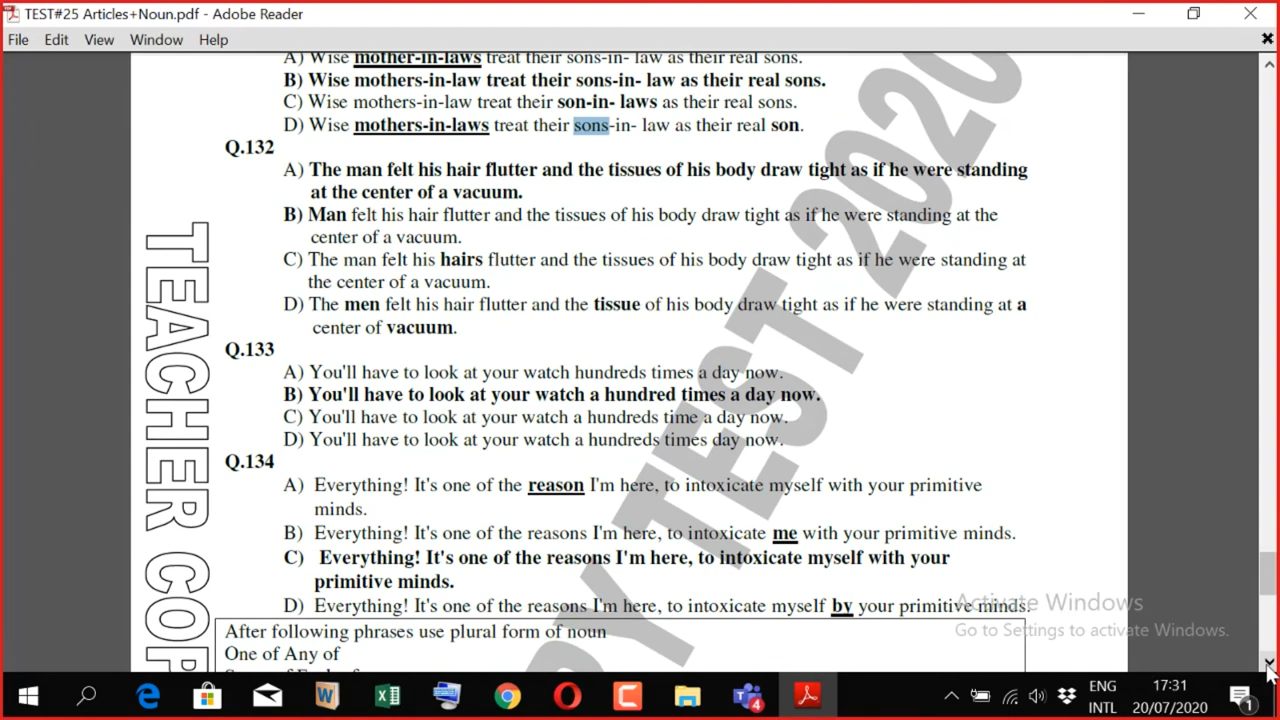 TEST#25 Articles+Noun.pdf - Adobe Reader
File Edit View Window Help
A) Wise mother-in-laws treat their sons-in- law as their real sons.
B) Wise mothers-in-law treat their sons-in- law as their real sons.
C) Wise mothers-in-law treat their son-in- laws as their real sons.
D) Wise mothers-in-laws treat their sons-in- law as their real son.
Q.132
A) The man felt his hair flutter and the tissues of his body draw tight as if he were standing
at the center of a vacuum.
B) Man felt his hair flutter and the tissues of his body draw tight as if he were standing at the
center of a vacuum.
C) The man felt his hairs flutter and the tissues of his body draw tight as if he were standing at
the center of a vacuum.
D) The men felt his hair flutter and the tissue of his body draw tight as if he were standing at a
center of vacuum.
Q.133
A) You'll have to look at your watch hundreds times a day now.
B) You'll have to look at your watch a hundred times a day now.
C) You'll have to look at your watch a hundreds time a day now.
D) You'll have to look at your watch a hundreds times day now.
Q.134
A) Everything! It's one of the reason I'm here, to intoxicate myself with your primitive
minds.
B) Everything! It's one of the reasons I'm here, to intoxicate me with your primitive minds.
C) Everything! It's one of the reasons I'm here, to intoxicate myself with your
primitive minds.
D) Everything! It's one of the reasons I'm here, to intoxicate myself by your primitive minds.
After following phrases use plural form of noun
One of Any of
TEACHER COP
PY TEST 2020
Activate Windows
Go to Settings to activate Windows.
4
ENG
INTL
17:31
20/07/2020
1